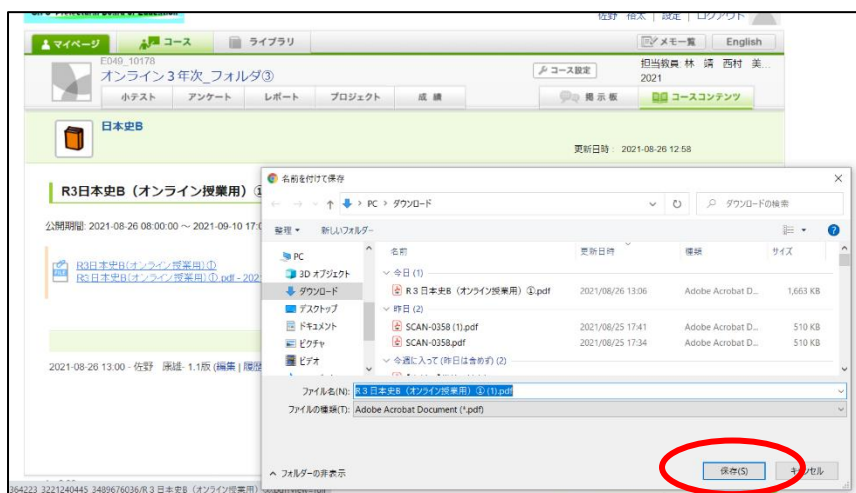 佐野 裕太 | 設定 | ログアウト
マイページ コース ライブラリ メモ一覧 English
E049_10178
オンライン3年次_フォルダ③ コース設定 担当教員 林 靖 西村 美...
2021
小テスト アンケート レポート プロジェクト 成績 掲示板 コースコンテンツ
日本史B
更新日時: 2021-08-26 12:58
R3日本史B(オンライン授業用)①
公開期間: 2021-08-26 08:00:00 ~ 2021-09-10 17:0
R3日本史B(オンライン授業用)①
R3日本史B(オンライン授業用)①.pdf - 202
2021-08-26 13:00 - 佐野 1.1版 (編集 | 履歴
名前を付けて保存
PC > ダウンロード ダウンロードの検索
整理 新しいフォルダー
名前 更新日時 種類 サイズ
PC
3D オブジェクト
ダウンロード
デスクトップ
ドキュメント
ピクチャ
ビデオ
今日 (1)
R3日本史B(オンライン授業用)①.pdf 2021/08/26 13:06 Adobe Acrobat D... 1,663 KB
昨日 (2)
SCAN-0358 (1).pdf 2021/08/25 17:41 Adobe Acrobat D... 510 KB
SCAN-0358.pdf 2021/08/25 17:34 Adobe Acrobat D... 510 KB
今週に入って (昨日は含めず) (2)
ファイル名(N): R3日本史B(オンライン授業用)①(1).pdf
ファイルの種類(T): Adobe Acrobat Document (*.pdf)
フォルダーの非表示 保存(S) キャンセル
364223_3221240445_3489676036/R3日本史B(オンライン授業用)